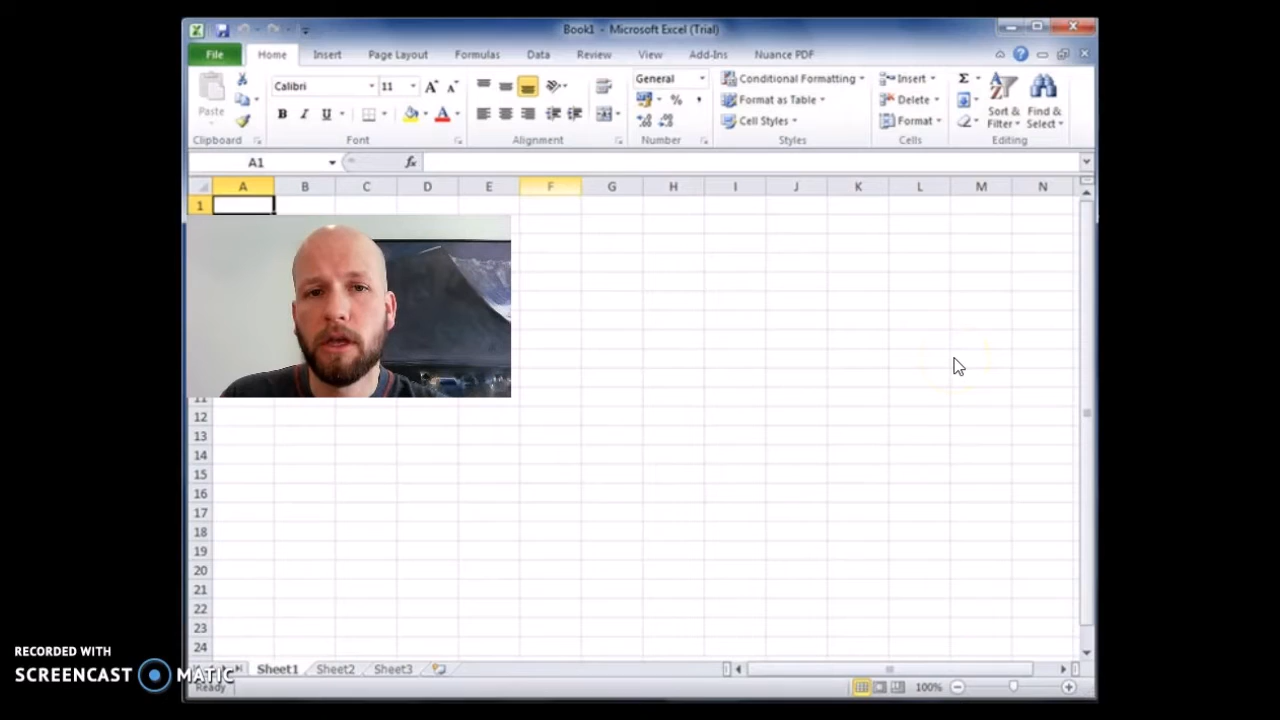 Book1 - Microsoft Excel (Trial)
File Home Insert Page Layout Formulas Data Review View Add-Ins Nuance PDF
Paste
Calibri 11
B I U
General
Conditional Formatting
Format as Table
Cell Styles
Insert
Delete
Format
Sort & Filter
Find & Select
Clipboard Font Alignment Number Styles Cells Editing
A1 fx
A B C D E F G H I J K L M N
1
11
12
13
14
15
16
17
18
19
20
21
22
23
24
RECORDED WITH
SCREENCAST MATIC
Sheet1 Sheet2 Sheet3
Ready 100%